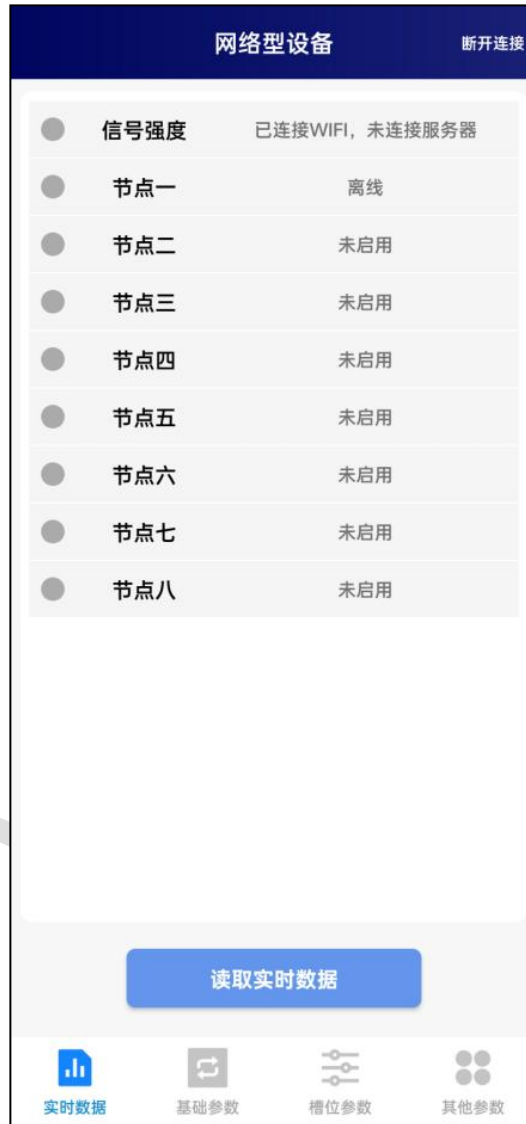 网络型设备 断开连接
信号强度 已连接WIFI，未连接服务器
节点一 离线
节点二 未启用
节点三 未启用
节点四 未启用
节点五 未启用
节点六 未启用
节点七 未启用
节点八 未启用
读取实时数据
实时数据 基础参数 槽位参数 其他参数